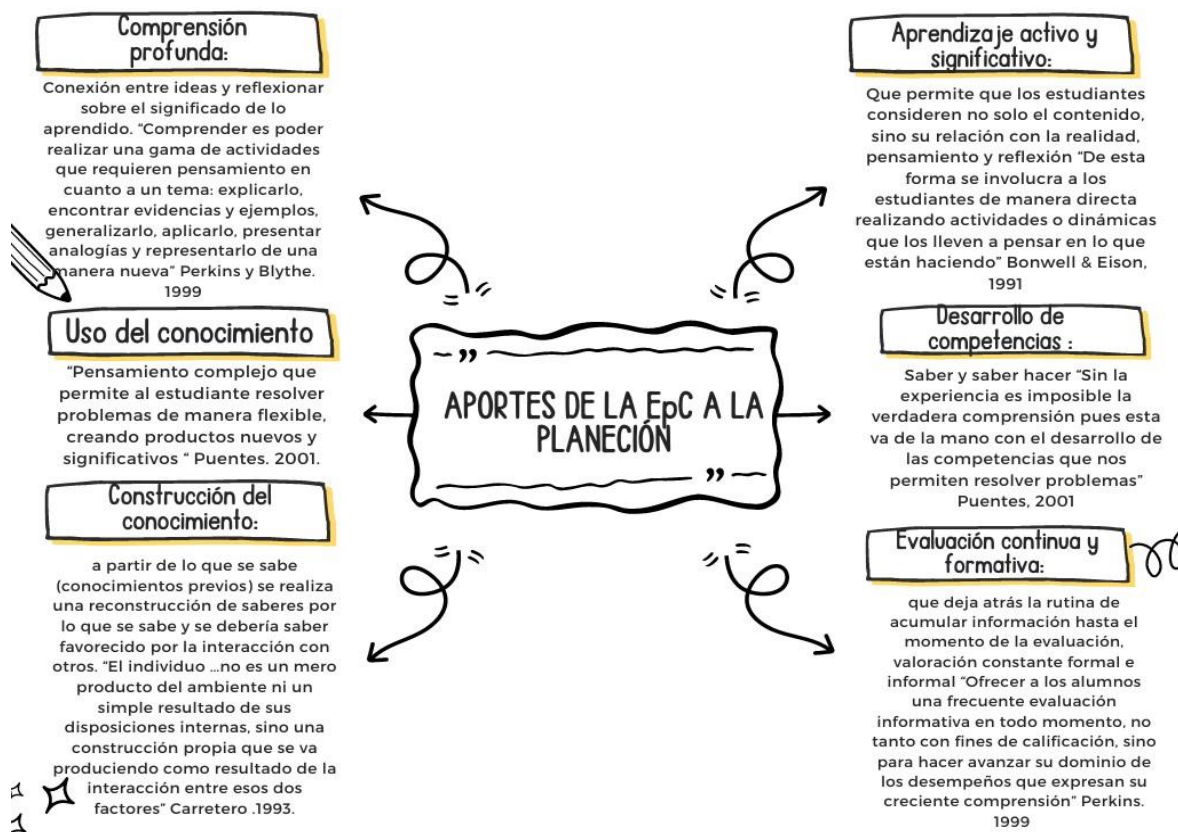 Comprensión
profunda:
Conexión entre ideas y reflexionar
sobre el significado de lo
aprendido. “Comprender es poder
realizar una gama de actividades
que requieren pensamiento en
cuanto a un tema: explicarlo,
encontrar evidencias y ejemplos,
generalizarlo, aplicarlo, presentar
analogías y representarlo de una
manera nueva” Perkins y Blythe.
1999
Uso del conocimiento
“Pensamiento complejo que
permite al estudiante resolver
problemas de manera flexible,
creando productos nuevos y
significativos “ Puentes. 2001.
Construcción del
conocimiento:
a partir de lo que se sabe
(conocimientos previos) se realiza
una reconstrucción de saberes por
lo que se sabe y se debería saber
favorecido por la interacción con
otros. “El individuo ...no es un mero
producto del ambiente ni un
simple resultado de sus
disposiciones internas, sino una
construcción propia que se va
produciendo como resultado de la
interacción entre esos dos
factores” Carretero .1993.
APORTES DE LA EpC A LA
PLANECIÓN
Aprendizaje activo y
significativo:
Que permite que los estudiantes
consideren no solo el contenido,
sino su relación con la realidad,
pensamiento y reflexión “De esta
forma se involucra a los
estudiantes de manera directa
realizando actividades o dinámicas
que los lleven a pensar en lo que
están haciendo” Bonwell & Eison,
1991
Desarrollo de
competencias :
Saber y saber hacer “Sin la
experiencia es imposible la
verdadera comprensión pues esta
va de la mano con el desarrollo de
las competencias que nos
permiten resolver problemas”
Puentes, 2001
Evaluación continua y
formativa:
que deja atrás la rutina de
acumular información hasta el
momento de la evaluación,
valoración constante formal e
informal “Ofrecer a los alumnos
una frecuente evaluación
informativa en todo momento, no
tanto con fines de calificación, sino
para hacer avanzar su dominio de
los desempeños que expresan su
creciente comprensión” Perkins.
1999